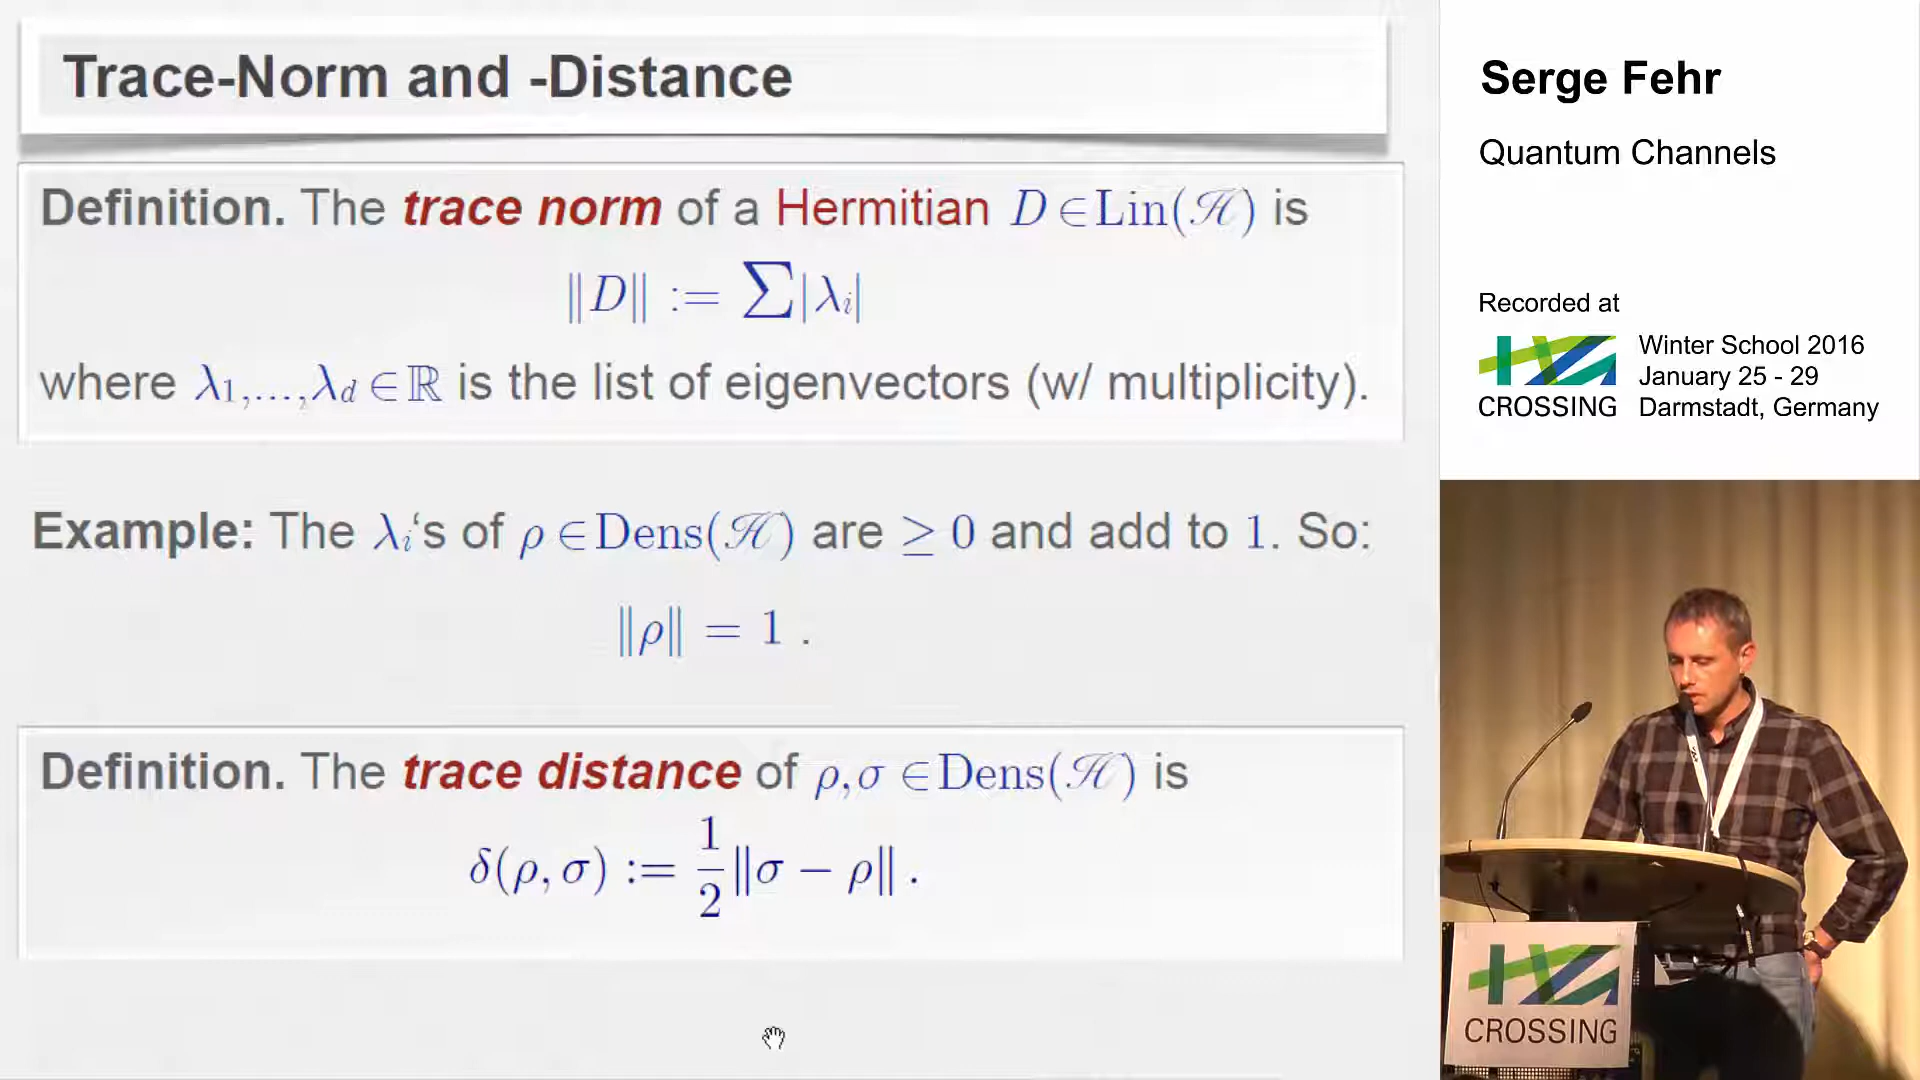 Trace-Norm and -Distance
Definition. The trace norm of a Hermitian D ∈ Lin(ℋ) is
‖D‖ := ∑|λᵢ|
where λ₁,...,λd ∈ ℝ is the list of eigenvectors (w/ multiplicity).
Example: The λᵢ‘s of ρ ∈ Dens(ℋ) are ≥ 0 and add to 1. So:
‖ρ‖ = 1 .
Definition. The trace distance of ρ,σ ∈ Dens(ℋ) is
δ(ρ,σ) := 1/2 ‖σ − ρ‖ .
Serge Fehr
Quantum Channels
Recorded at
CROSSING
Winter School 2016
January 25 - 29
Darmstadt, Germany
CROSSING